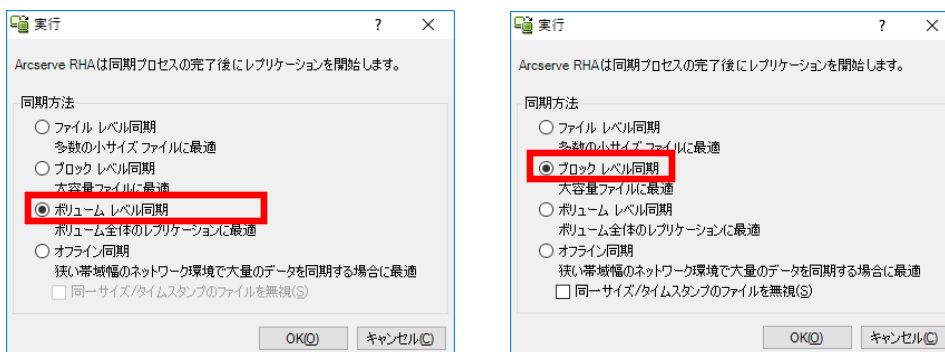 実行
?
×
Arcserve RHAは同期プロセスの完了後にレプリケーションを開始します。
同期方法
ファイル レベル同期
多数の小サイズ ファイルに最適
ブロック レベル同期
大容量ファイルに最適
ボリューム レベル同期
ボリューム全体のレプリケーションに最適
オフライン同期
狭い帯域幅のネットワーク環境で大量のデータを同期する場合に最適
同一サイズ/タイムスタンプのファイルを無視(S)
OK(O)
キャンセル(C)
実行
?
×
Arcserve RHAは同期プロセスの完了後にレプリケーションを開始します。
同期方法
ファイル レベル同期
多数の小サイズ ファイルに最適
ブロック レベル同期
大容量ファイルに最適
ボリューム レベル同期
ボリューム全体のレプリケーションに最適
オフライン同期
狭い帯域幅のネットワーク環境で大量のデータを同期する場合に最適
同一サイズ/タイムスタンプのファイルを無視(S)
OK(O)
キャンセル(C)